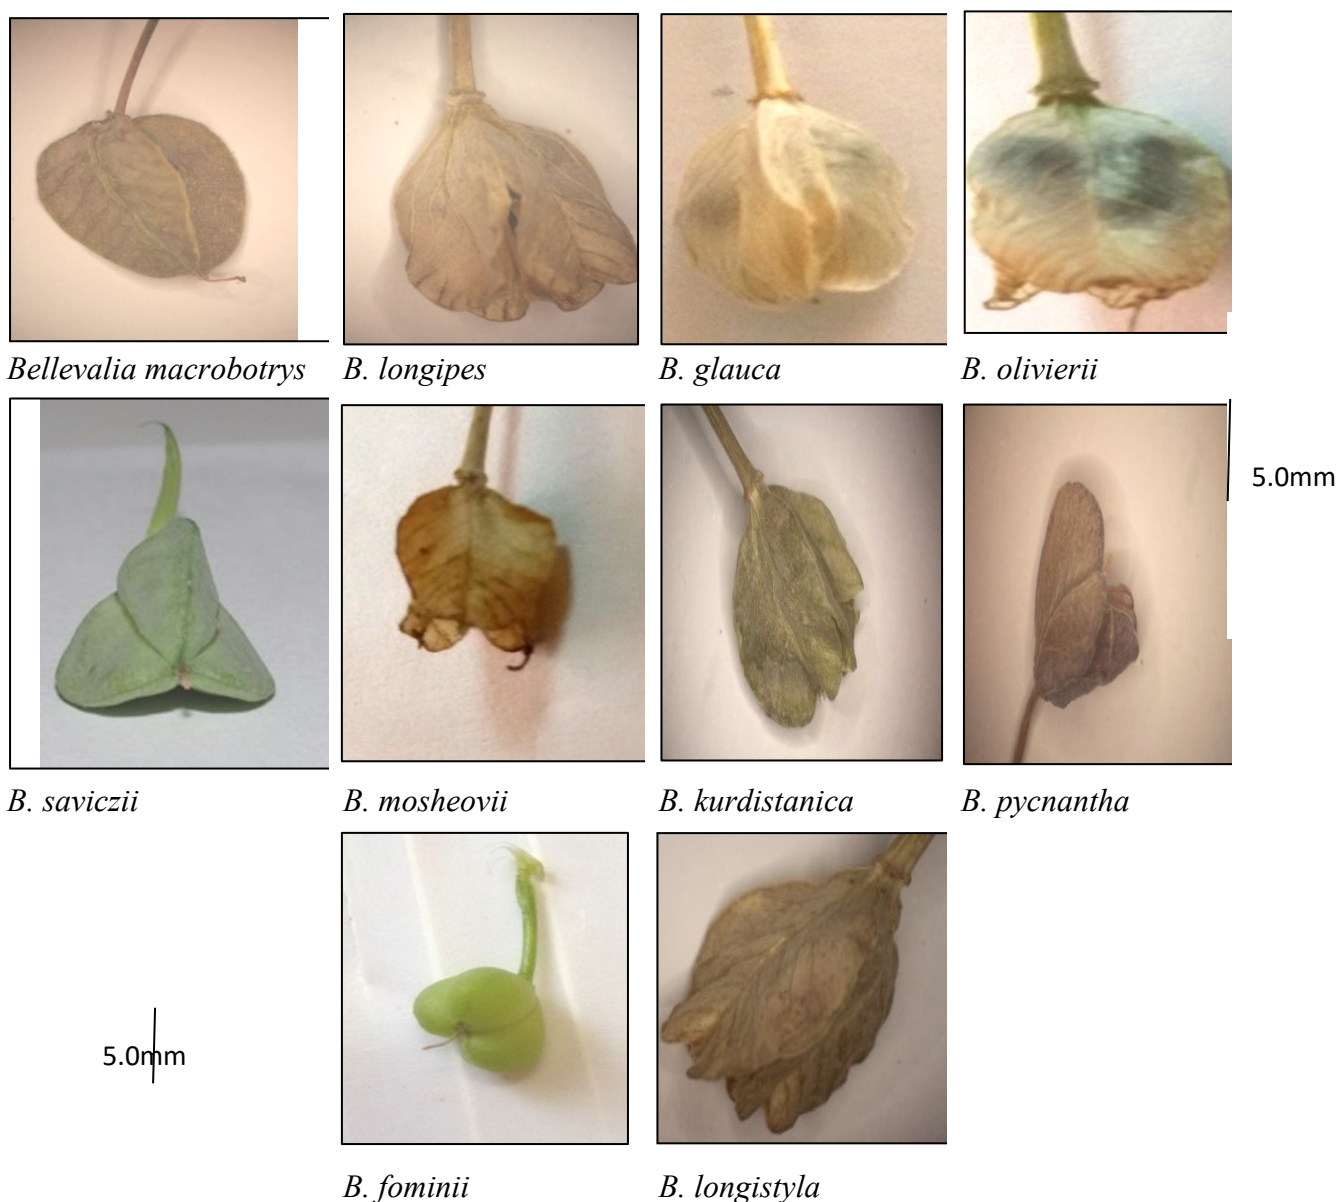 Bellevalia macrobotrys B. longipes B. glauca B. olivierii
5.0mm
B. saviczii B. mosheovii B. kurdistanica B. pycnantha
5.0mm
B. fominii B. longistyla